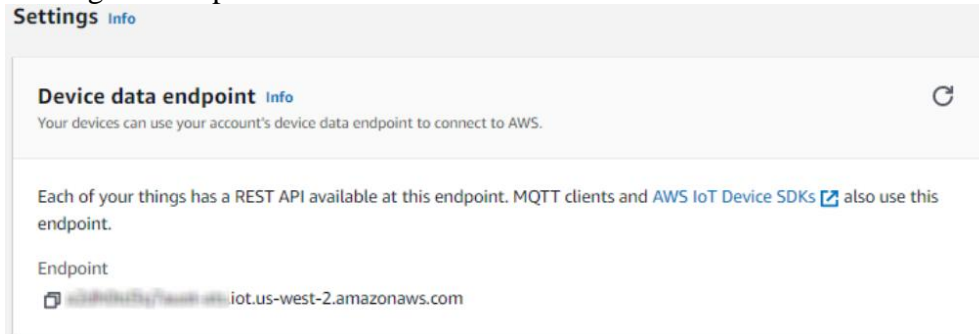 Settings Info
Device data endpoint Info
Your devices can use your account's device data endpoint to connect to AWS.
Each of your things has a REST API available at this endpoint. MQTT clients and AWS IoT Device SDKs also use this
endpoint.
Endpoint
iot.us-west-2.amazonaws.com